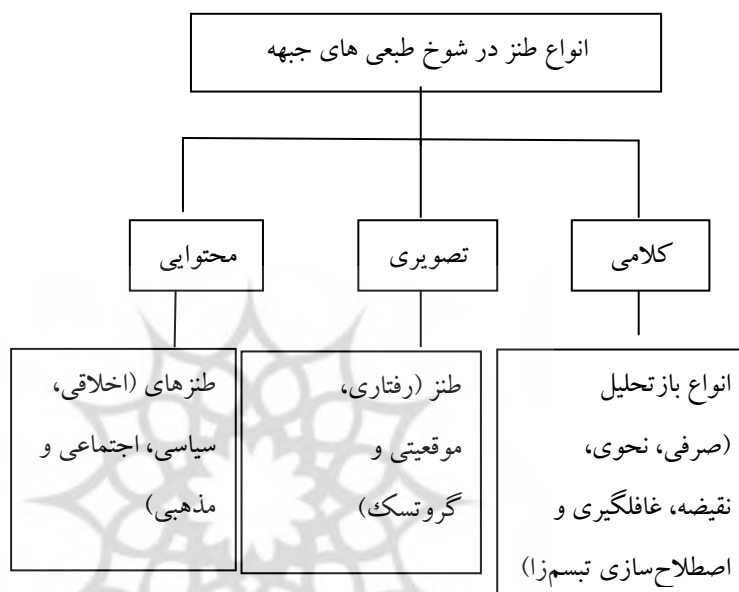 انواع طنز در شوخ طبعی های جبهه
کلامی
تصویری
محتوایی
انواع بازتحلیل
(صرفی، نحوی،
نقیضه، غافلگیری و
اصطلاح‌سازی تبسم‌زا)
طنز (رفتاری،
موقعیتی و
گروتسک)
طنزهای (اخلاقی،
سیاسی، اجتماعی و
مذهبی)